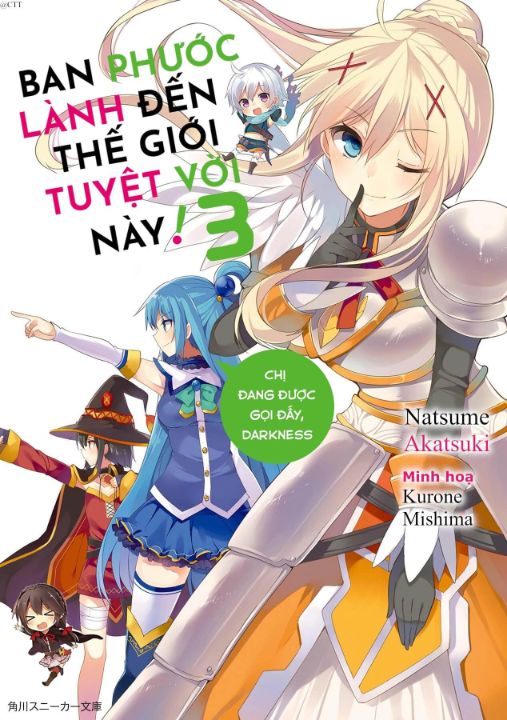 @CTT
BAN PHƯỚC
LÀNH ĐẾN
THẾ GIỚI
TUYỆT VỜI
NÀY! 3
CHỊ
ĐANG ĐƯỢC
GỌI ĐẤY,
DARKNESS
Natsume
Akatsuki
Minh hoạ
Kurone
Mishima
角川スニーカー文庫